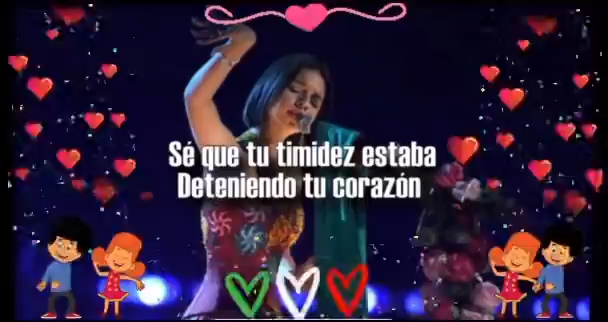 Sé que tu timidez estaba
Deteniendo tu corazón